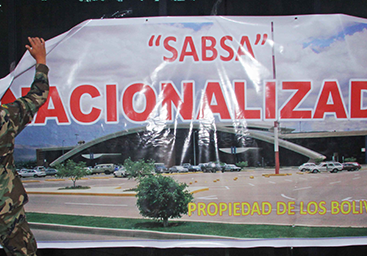 “SABSA”
NACIONALIZAD
PROPIEDAD DE LOS BOLIV